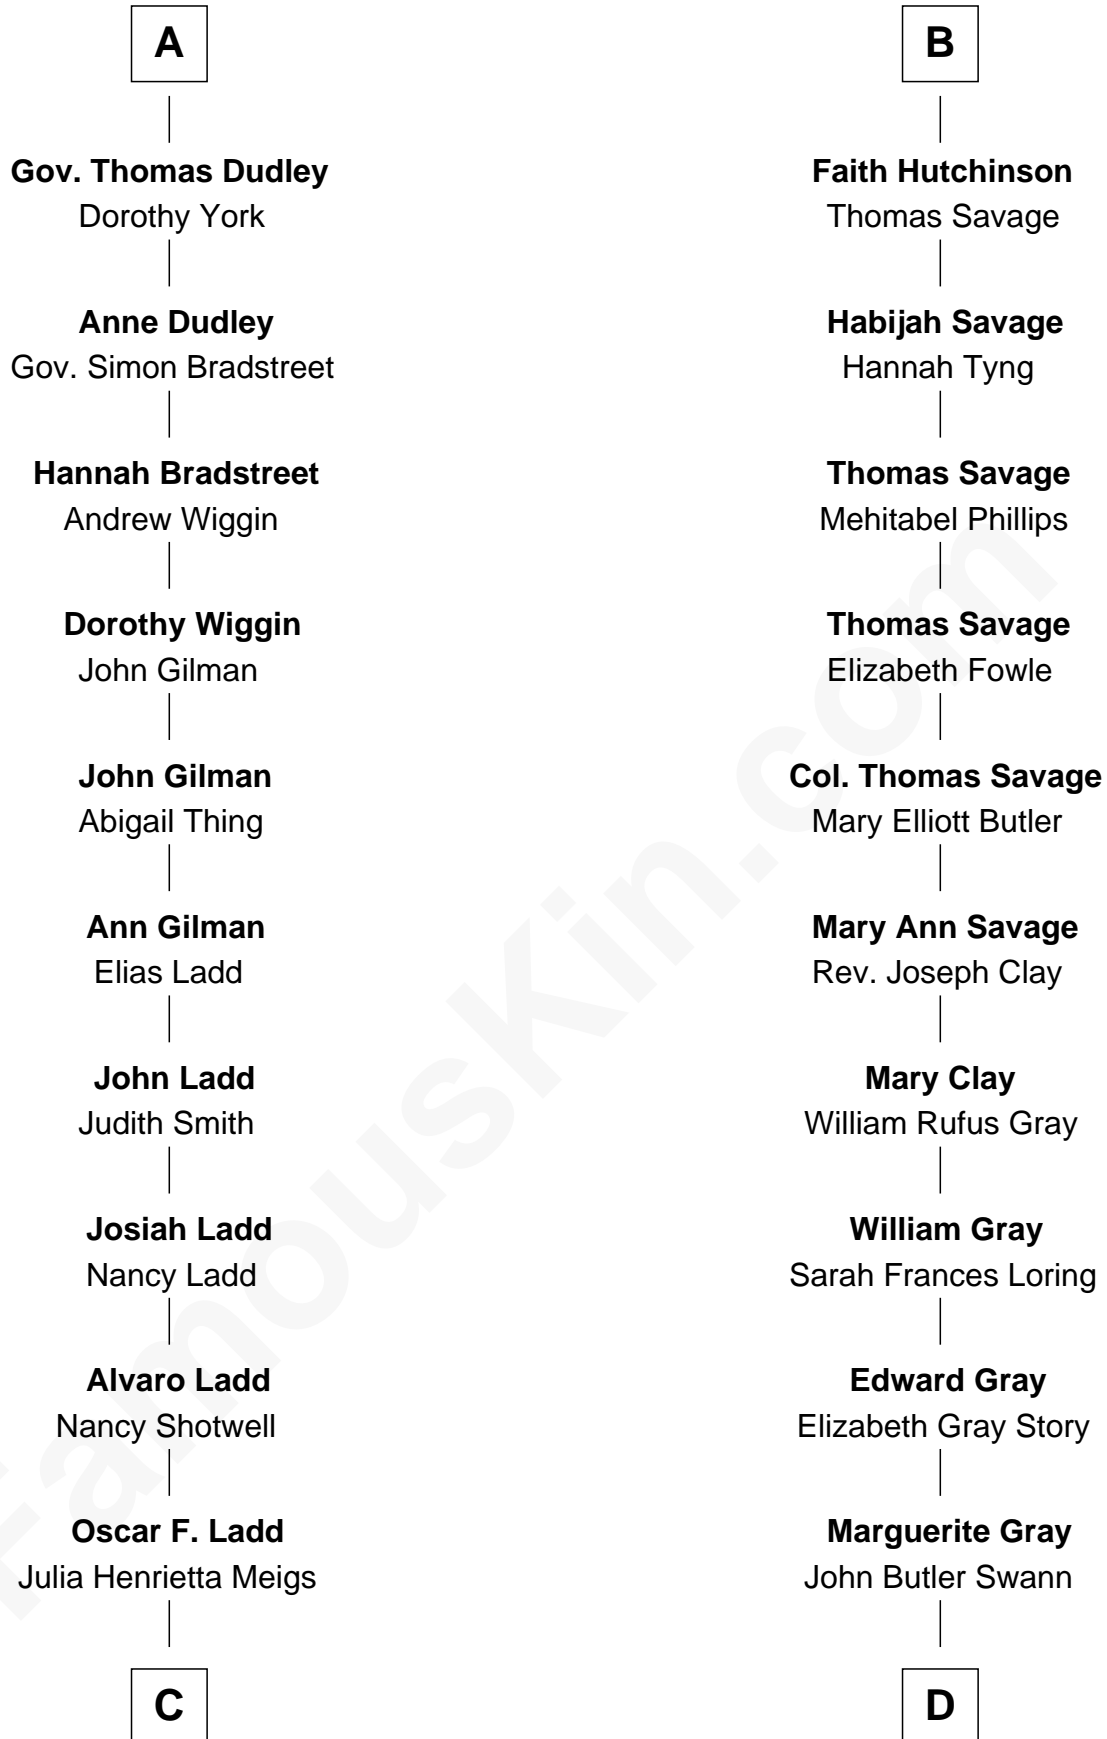 A
Gov. Thomas Dudley
Dorothy York
Anne Dudley
Gov. Simon Bradstreet
Hannah Bradstreet
Andrew Wiggin
Dorothy Wiggin
John Gilman
John Gilman
Abigail Thing
Ann Gilman
Elias Ladd
John Ladd
Judith Smith
Josiah Ladd
Nancy Ladd
Alvaro Ladd
Nancy Shotwell
Oscar F. Ladd
Julia Henrietta Meigs
C
B
Faith Hutchinson
Thomas Savage
Habijah Savage
Hannah Tyng
Thomas Savage
Mehitabel Phillips
Thomas Savage
Elizabeth Fowle
Col. Thomas Savage
Mary Elliott Butler
Mary Ann Savage
Rev. Joseph Clay
Mary Clay
William Rufus Gray
William Gray
Sarah Frances Loring
Edward Gray
Elizabeth Gray Story
Marguerite Gray
John Butler Swann
D
FamousKin.com